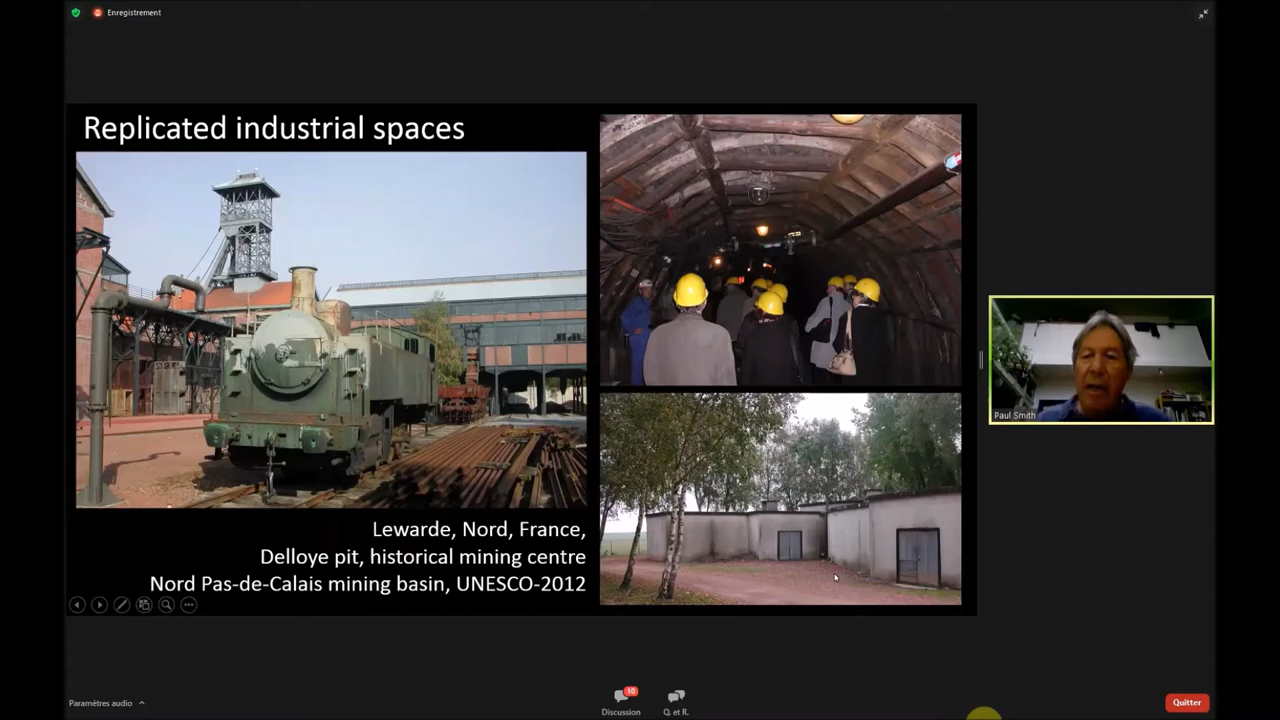 Enregistrement
Replicated industrial spaces
Lewarde, Nord, France,
Delloye pit, historical mining centre
Nord Pas-de-Calais mining basin, UNESCO-2012
Paul Smith
Paramètres audio
10
Discussion
Q. et R.
Quitter